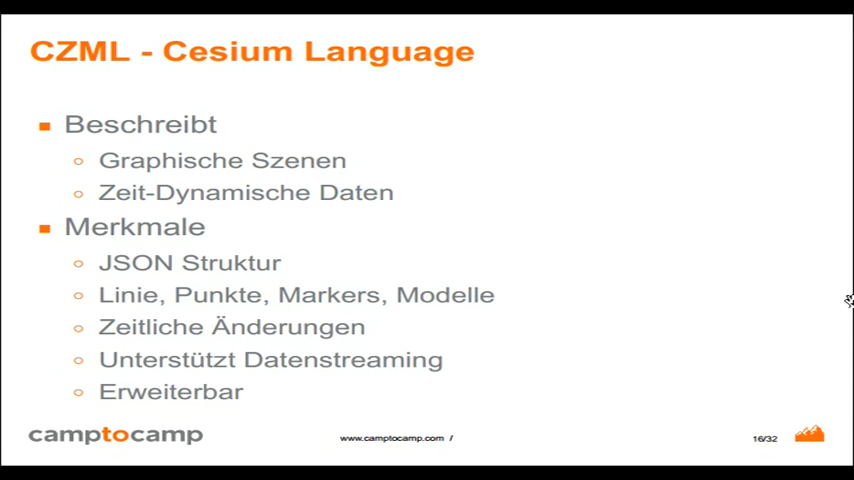 CZML - Cesium Language
Beschreibt
Graphische Szenen
Zeit-Dynamische Daten
Merkmale
JSON Struktur
Linie, Punkte, Markers, Modelle
Zeitliche Änderungen
Unterstützt Datenstreaming
Erweiterbar
camptocamp
www.camptocamp.com /
16/32